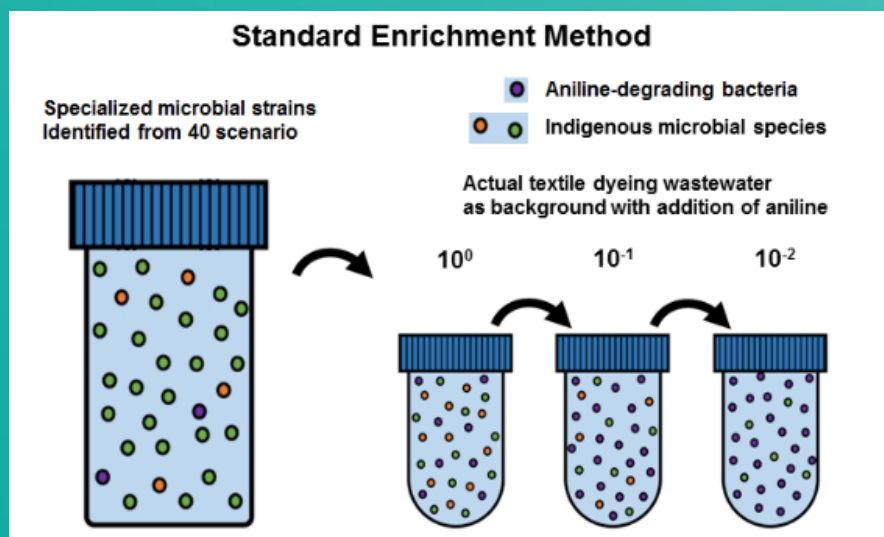 Standard Enrichment Method
Specialized microbial strains
Identified from 40 scenario
Aniline-degrading bacteria
Indigenous microbial species
Actual textile dyeing wastewater
as background with addition of aniline
10⁰
10⁻¹
10⁻²